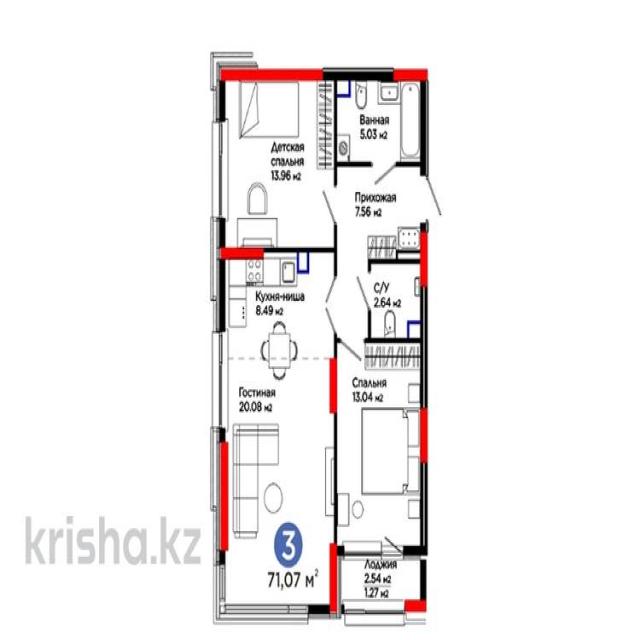 Ванная
5.03 м2
Детская
спальня
13.96 м2
Прихожая
7.56 м2
С/У
2.64 м2
Кухня-ниша
8.49 м2
Спальня
13.04 м2
Гостиная
20.08 м2
3
71,07 м2
krisha.kz
Лоджия
2.54 м2
1.27 м2